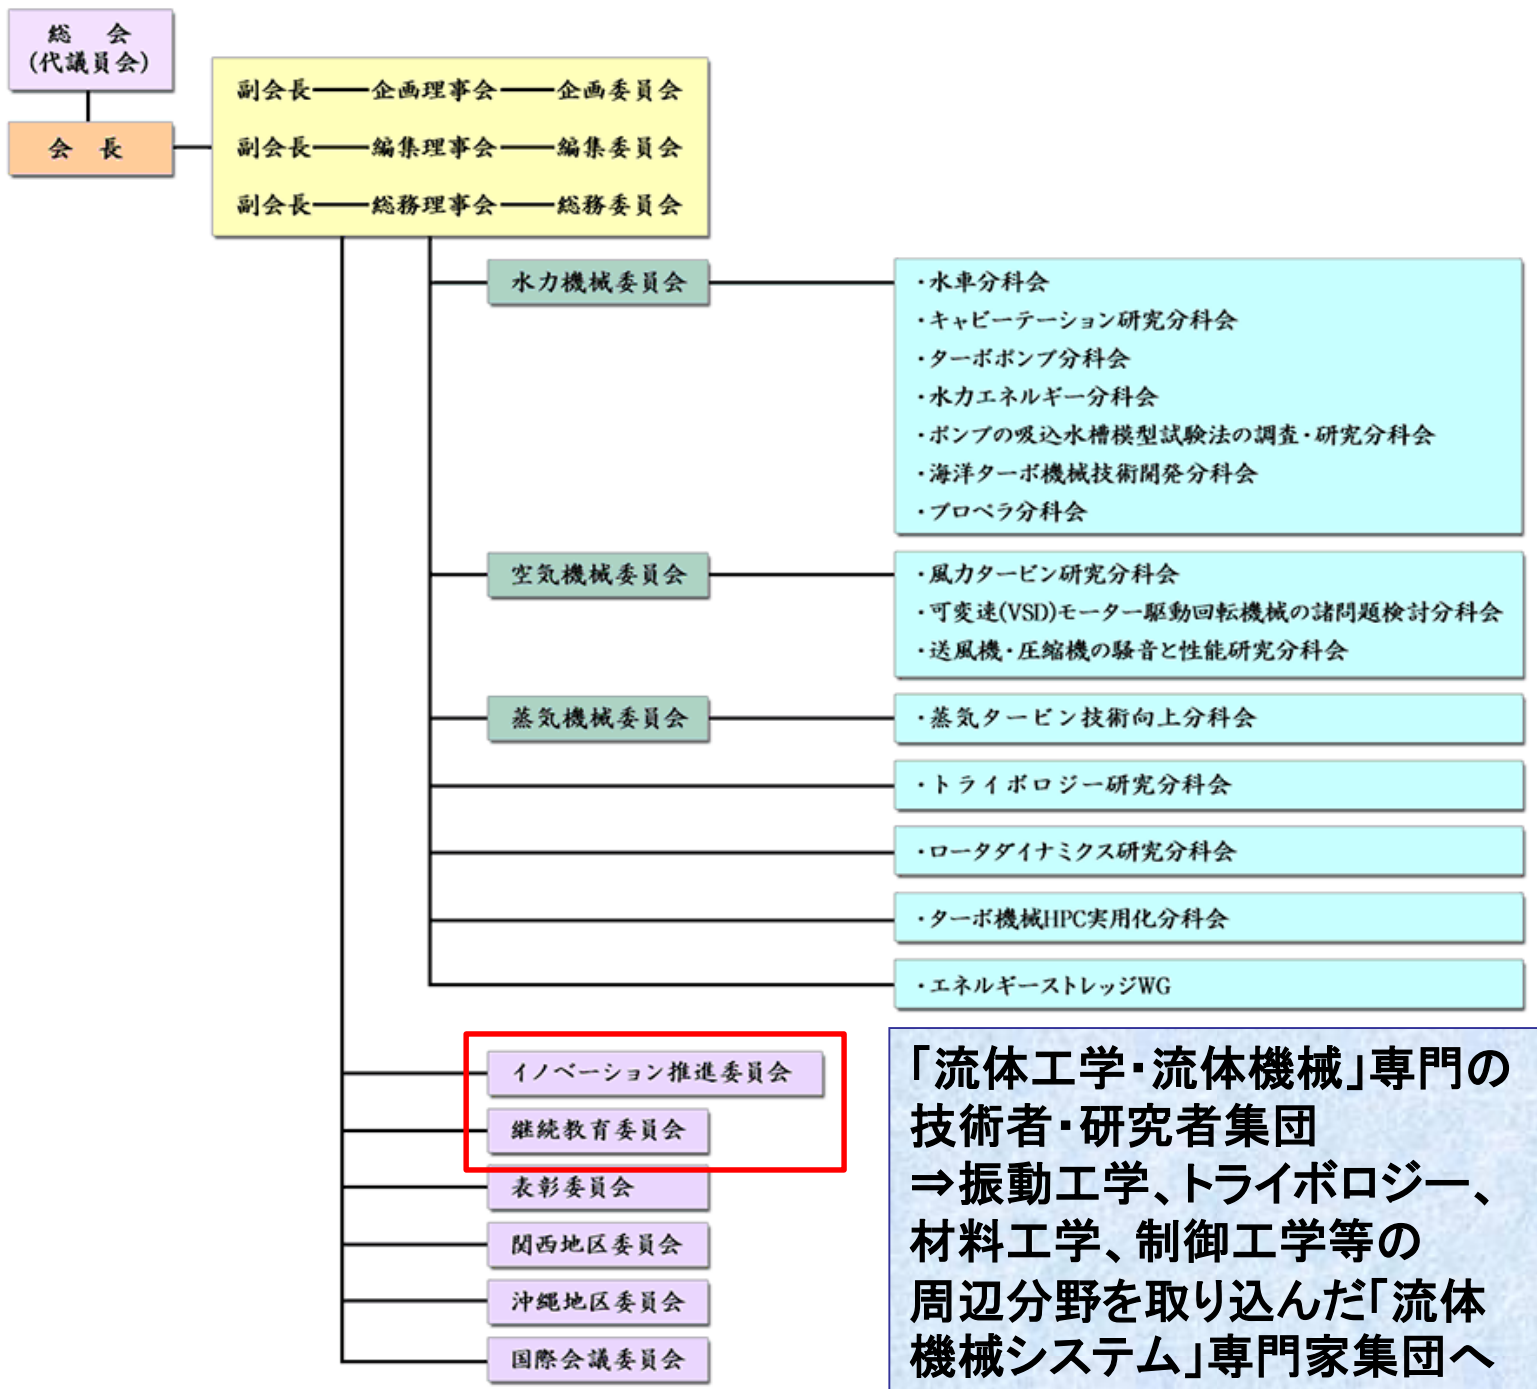 総　会
(代議員会)
会　長
副会長――企画理事会――企画委員会
副会長――編集理事会――編集委員会
副会長――総務理事会――総務委員会
水力機械委員会
・水車分科会
・キャビーテーション研究分科会
・ターボポンプ分科会
・水力エネルギー分科会
・ポンプの吸込水槽模型試験法の調査・研究分科会
・海洋ターボ機械技術開発分科会
・プロペラ分科会
空気機械委員会
・風力タービン研究分科会
・可変速(VSD)モーター駆動回転機械の諸問題検討分科会
・送風機・圧縮機の騒音と性能研究分科会
蒸気機械委員会
・蒸気タービン技術向上分科会
・トライボロジー研究分科会
・ロータダイナミクス研究分科会
・ターボ機械HPC実用化分科会
・エネルギーストレッジWG
イノベーション推進委員会
継続教育委員会
表彰委員会
関西地区委員会
沖縄地区委員会
国際会議委員会
「流体工学・流体機械」専門の
技術者・研究者集団
⇒振動工学、トライボロジー、
材料工学、制御工学等の
周辺分野を取り込んだ「流体
機械システム」専門家集団へ